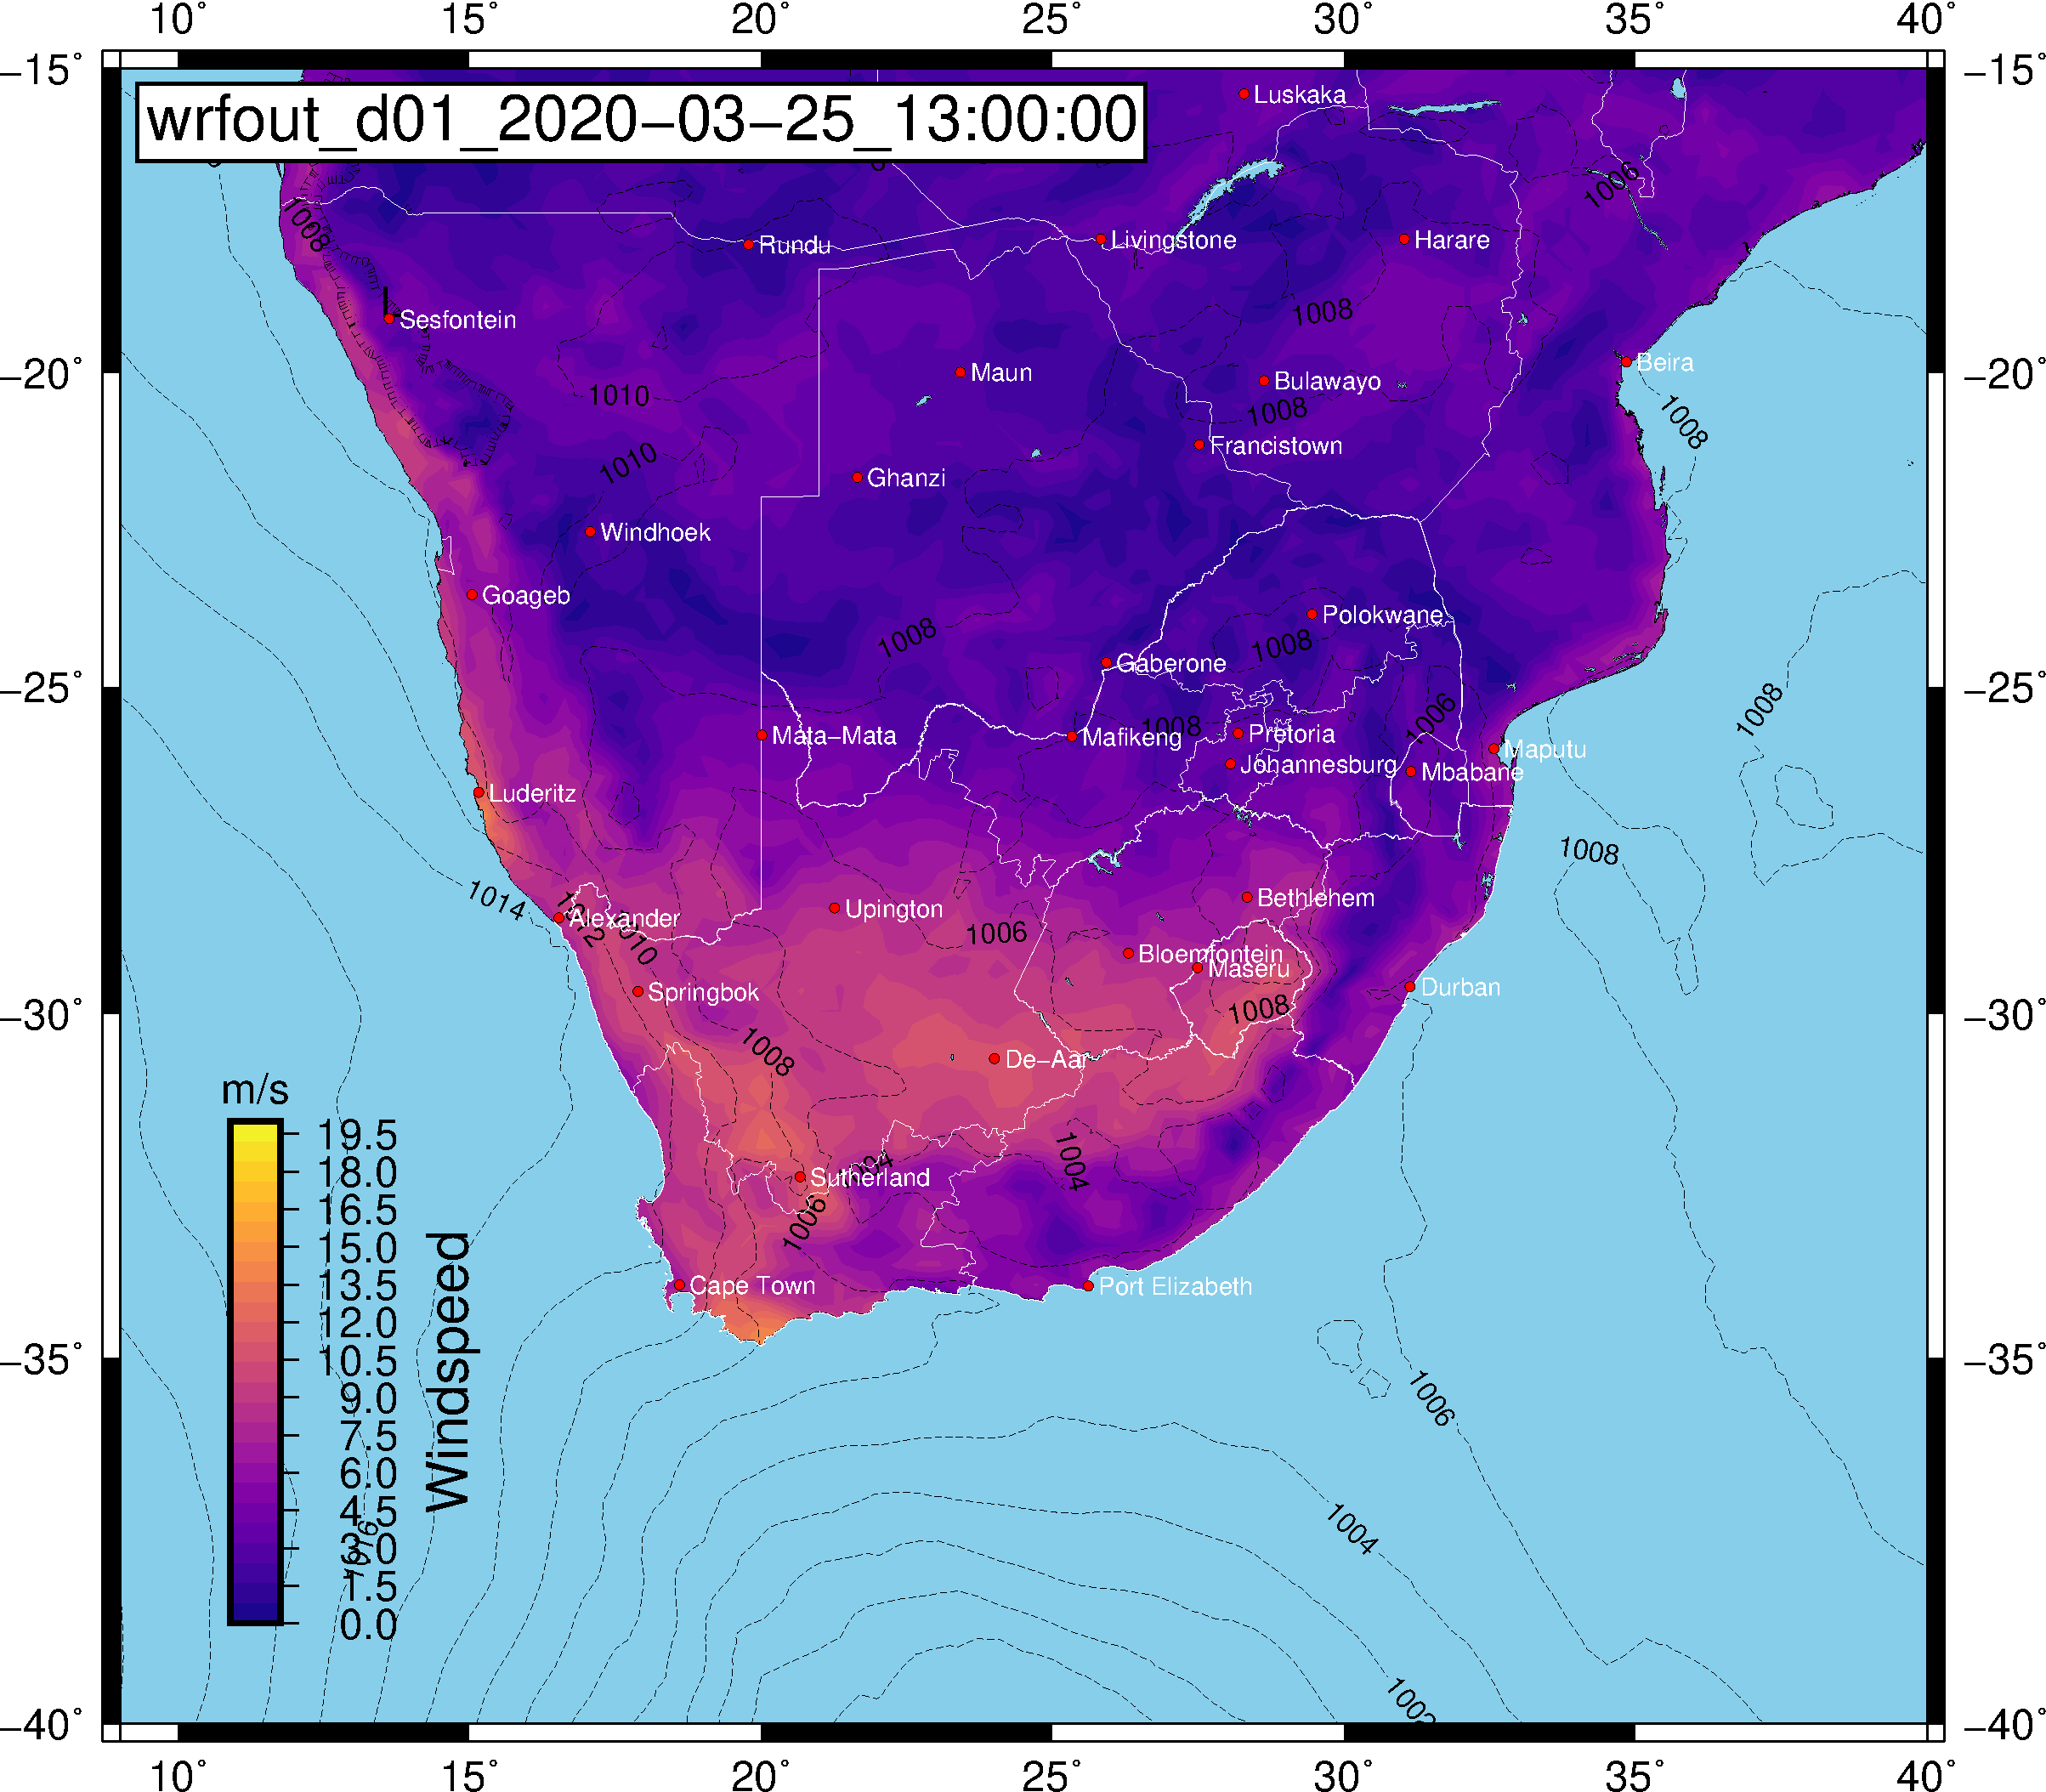 10° 15° 20° 25° 30° 35° 40°
−15° −15°
wrfout_d01_2020−03−25_13:00:00
Luskaka
1006
1008
Rundu
Livingstone
Harare
L
Sesfontein
1008
Beira
Maun
Bulawayo
1010
1008
1008
−20° −20°
Francistown
1010
Ghanzi
Windhoek
Goageb
Polokwane
1008
1008
Gaberone
−25° −25°
1008
1006
1008
Mata−Mata
Mafikeng
Pretoria
Maputu
Johannesburg
Mbabane
Luderitz
1008
1014
1012
Alexander
1010
Upington
1006
Bethlehem
Bloemfontein
Maseru
Springbok
1008
Durban
−30° −30°
1008
De−Aar
m/s
19.5
18.0
16.5
15.0
13.5
12.0
10.5
9.0
7.5
6.0
4.5
3.0
1.5
0.0
Windspeed
1016
1004
1004
Sutherland
1006
Cape Town
Port Elizabeth
−35° −35°
1006
1004
1002
−40° −40°
10° 15° 20° 25° 30° 35° 40°